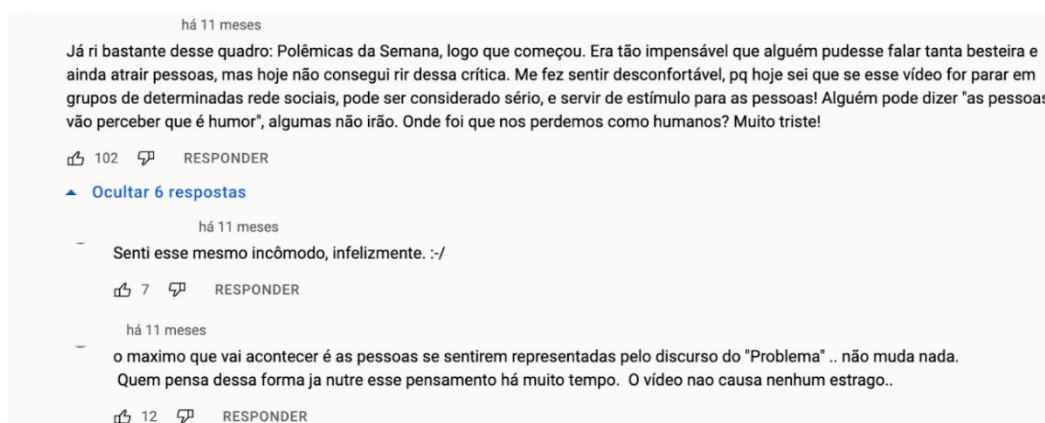 há 11 meses
Já ri bastante desse quadro: Polêmicas da Semana, logo que começou. Era tão impensável que alguém pudesse falar tanta besteira e
ainda atrair pessoas, mas hoje não consegui rir dessa crítica. Me fez sentir desconfortável, pq hoje sei que se esse vídeo for parar em
grupos de determinadas rede sociais, pode ser considerado sério, e servir de estímulo para as pessoas! Alguém pode dizer "as pessoas
vão perceber que é humor", algumas não irão. Onde foi que nos perdemos como humanos? Muito triste!
102 RESPONDER
Ocultar 6 respostas
há 11 meses
Senti esse mesmo incômodo, infelizmente. :-/
7 RESPONDER
há 11 meses
o maximo que vai acontecer é as pessoas se sentirem representadas pelo discurso do "Problema" .. não muda nada.
Quem pensa dessa forma ja nutre esse pensamento há muito tempo. O vídeo nao causa nenhum estrago..
12 RESPONDER